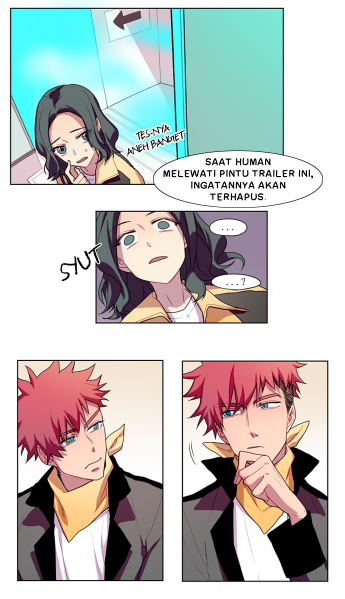 TES-NYA
ANEH BANGET
SAAT HUMAN
MELEWATI PINTU TRAILER INI,
INGATANNYA AKAN
TERHAPUS.
...
SYUT
...?